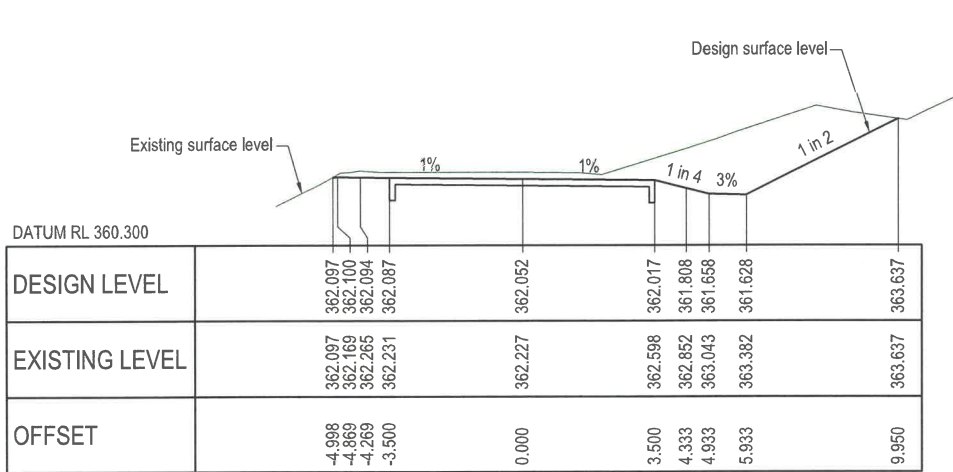 Design surface level
Existing surface level
1%
1%
1 in 4
3%
1 in 2
DATUM RL 360.300
DESIGN LEVEL 362.097 362.100 362.094 362.087 362.052 362.017 361.808 361.658 361.628 363.637
EXISTING LEVEL 362.097 362.169 362.265 362.231 362.227 362.598 362.852 363.043 363.382 363.637
OFFSET -4.998 -4.869 -4.269 -3.500 0.000 3.500 4.333 4.933 5.933 9.950